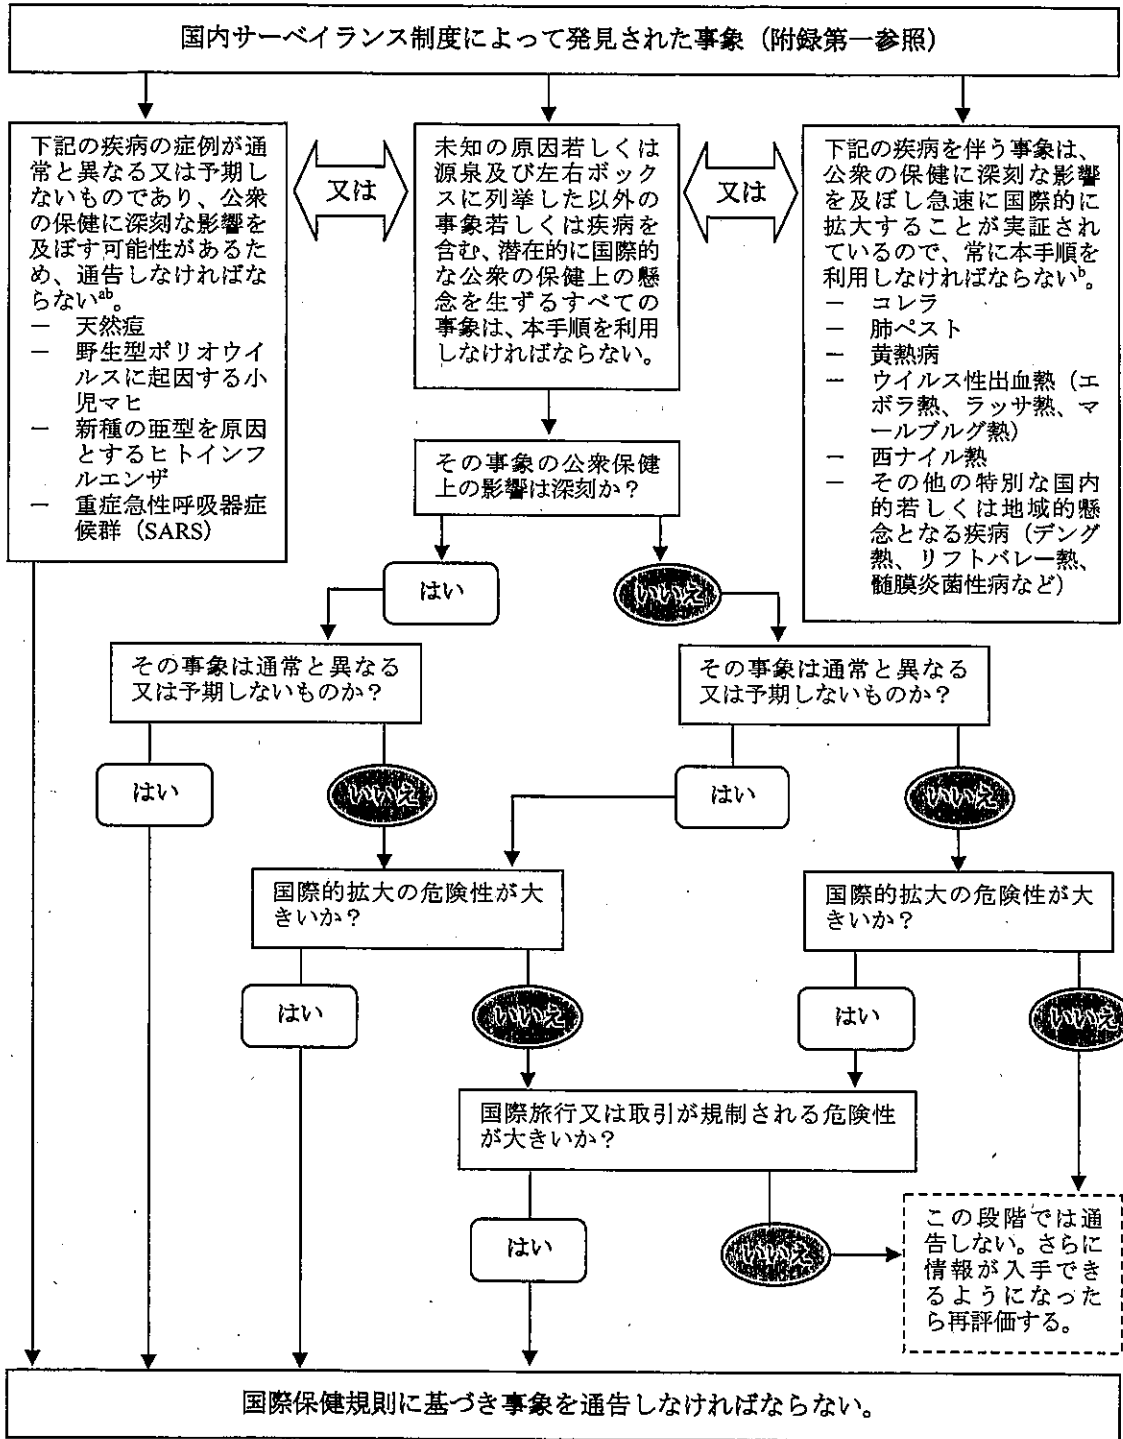 国内サーベイランス制度によって発見された事象（附録第一参照）
下記の疾病の症例が通
常と異なる又は予期し
ないものであり、公衆
の保健に深刻な影響を
及ぼす可能性があるた
め、通告しなければな
らないab。
－ 天然痘
－ 野生型ポリオウイ
ルスに起因する小
児マヒ
－ 新種の亜型を原因
とするヒトインフ
ルエンザ
－ 重症急性呼吸器症
候群（SARS）
又は
未知の原因若しくは
源泉及び左右ボック
スに列挙した以外の
事象若しくは疾病を
含む、潜在的に国際的
な公衆の保健上の懸
念を生ずるすべての
事象は、本手順を利用
しなければならない。
又は
下記の疾病を伴う事象は、
公衆の保健に深刻な影響
を及ぼし急速に国際的に
拡大することが実証され
ているので、常に本手順を
利用しなければならないb。
－ コレラ
－ 肺ペスト
－ 黄熱病
－ ウイルス性出血熱（エ
ボラ熱、ラッサ熱、マ
ールブルグ熱）
－ 西ナイル熱
－ その他の特別な国内
的若しくは地域的懸
念となる疾病（デング
熱、リフトバレー熱、
髄膜炎菌性病など）
その事象の公衆保健
上の影響は深刻か？
はい
いいえ
その事象は通常と異なる
又は予期しないものか？
その事象は通常と異なる
又は予期しないものか？
はい
いいえ
はい
いいえ
国際的拡大の危険性が大
きいか？
国際的拡大の危険性が大
きいか？
はい
いいえ
はい
いいえ
国際旅行又は取引が規制される危険性
が大きいか？
はい
いいえ
この段階では通
告しない。さらに
情報が入手でき
るようになった
ら再評価する。
国際保健規則に基づき事象を通告しなければならない。